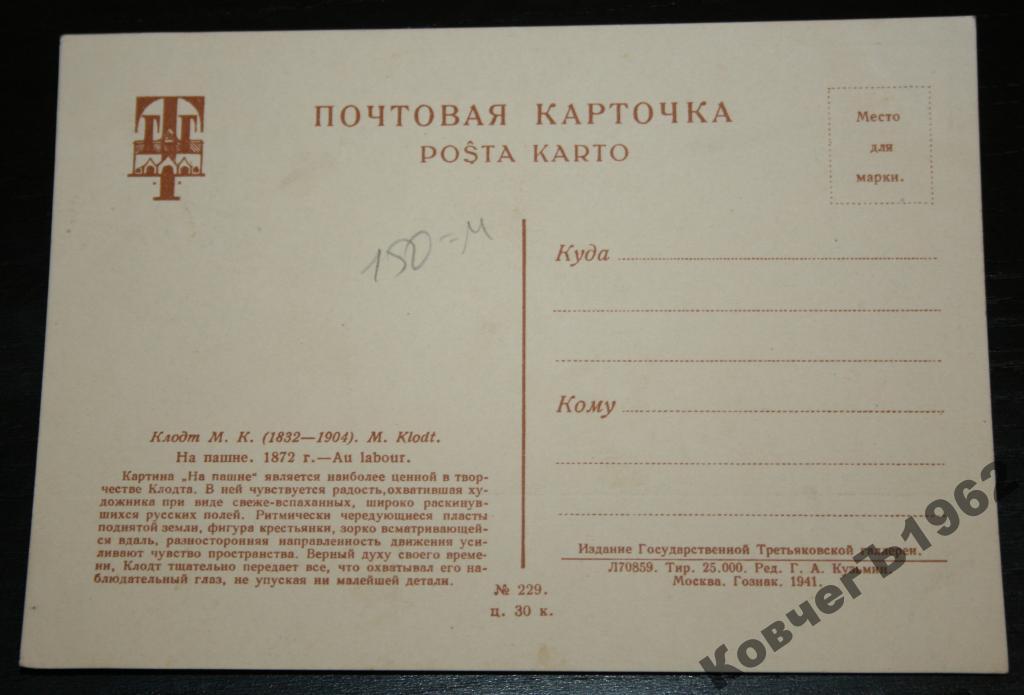 ПОЧТОВАЯ КАРТОЧКА
POŜTA KARTO
Место
для
марки.
150=м
Куда
Кому
Клодт М. К. (1832—1904). M. Klodt.
На пашне. 1872 г.—Au labour.
Картина „На пашне“ является наиболее ценной в твор-
честве Клодта. В ней чувствуется радость,охватившая ху-
дожника при виде свеже-вспаханных, широко раскинув-
шихся русских полей. Ритмически чередующиеся пласты
поднятой земли, фигура крестьянки, зорко всматривающей-
ся вдаль, разносторонняя направленность движения уси-
ливают чувство пространства. Верный духу своего време-
ни, Клодт тщательно передает все, что охватывал его на-
блюдательный глаз, не упуская ни малейшей детали.
№ 229.
ц. 30 к.
Издание Государственной Третьяковской галлереи.
Л70859. Тир. 25.000. Ред. Г. А. Кузьмин.
Москва. Гознак. 1941.
КовчегЪ1962